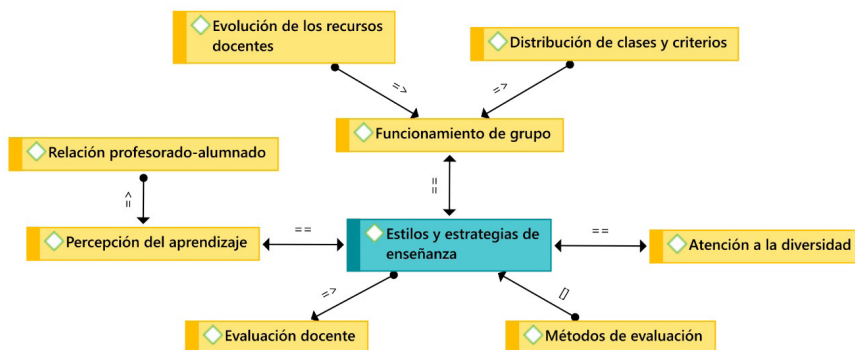 Evolución de los recursos
docentes
Distribución de clases y criterios
=>
=>
Funcionamiento de grupo
Relación profesorado-alumnado
=>
==
Percepción del aprendizaje
==
Estilos y estrategias de
enseñanza
==
Atención a la diversidad
=>
[]
Evaluación docente
Métodos de evaluación